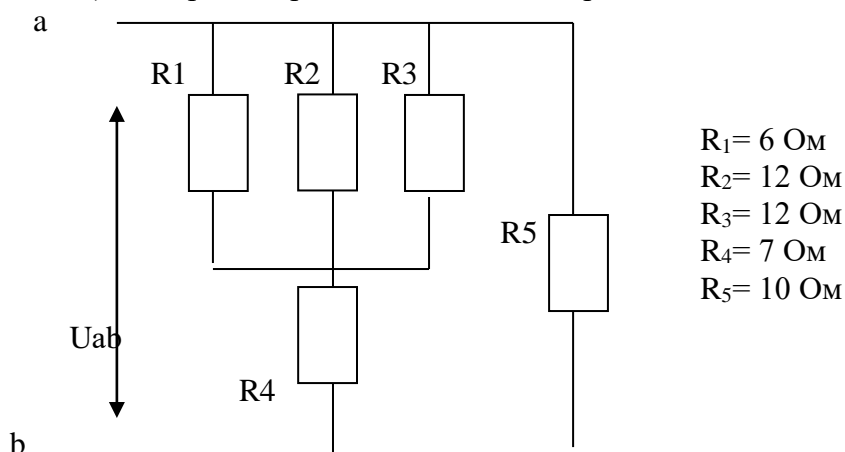 a
R1 R2 R3
R₁= 6 Ом
R₂= 12 Ом
R₃= 12 Ом
R5
R₄= 7 Ом
R₅= 10 Ом
Uab
R4
b